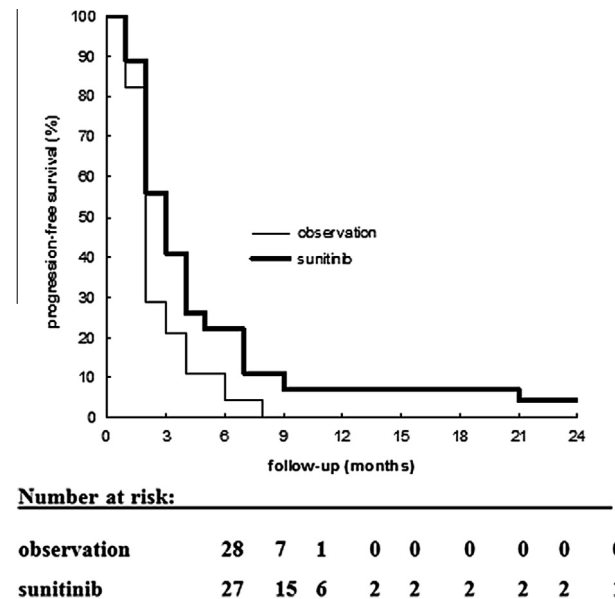 progression-free survival (%)
100
90
80
70
60
50
40
30
20
10
0
observation
sunitinib
0 3 6 9 12 15 18 21 24
follow-up (months)
Number at risk:
observation 28 7 1 0 0 0 0 0
sunitinib 27 15 6 2 2 2 2 2